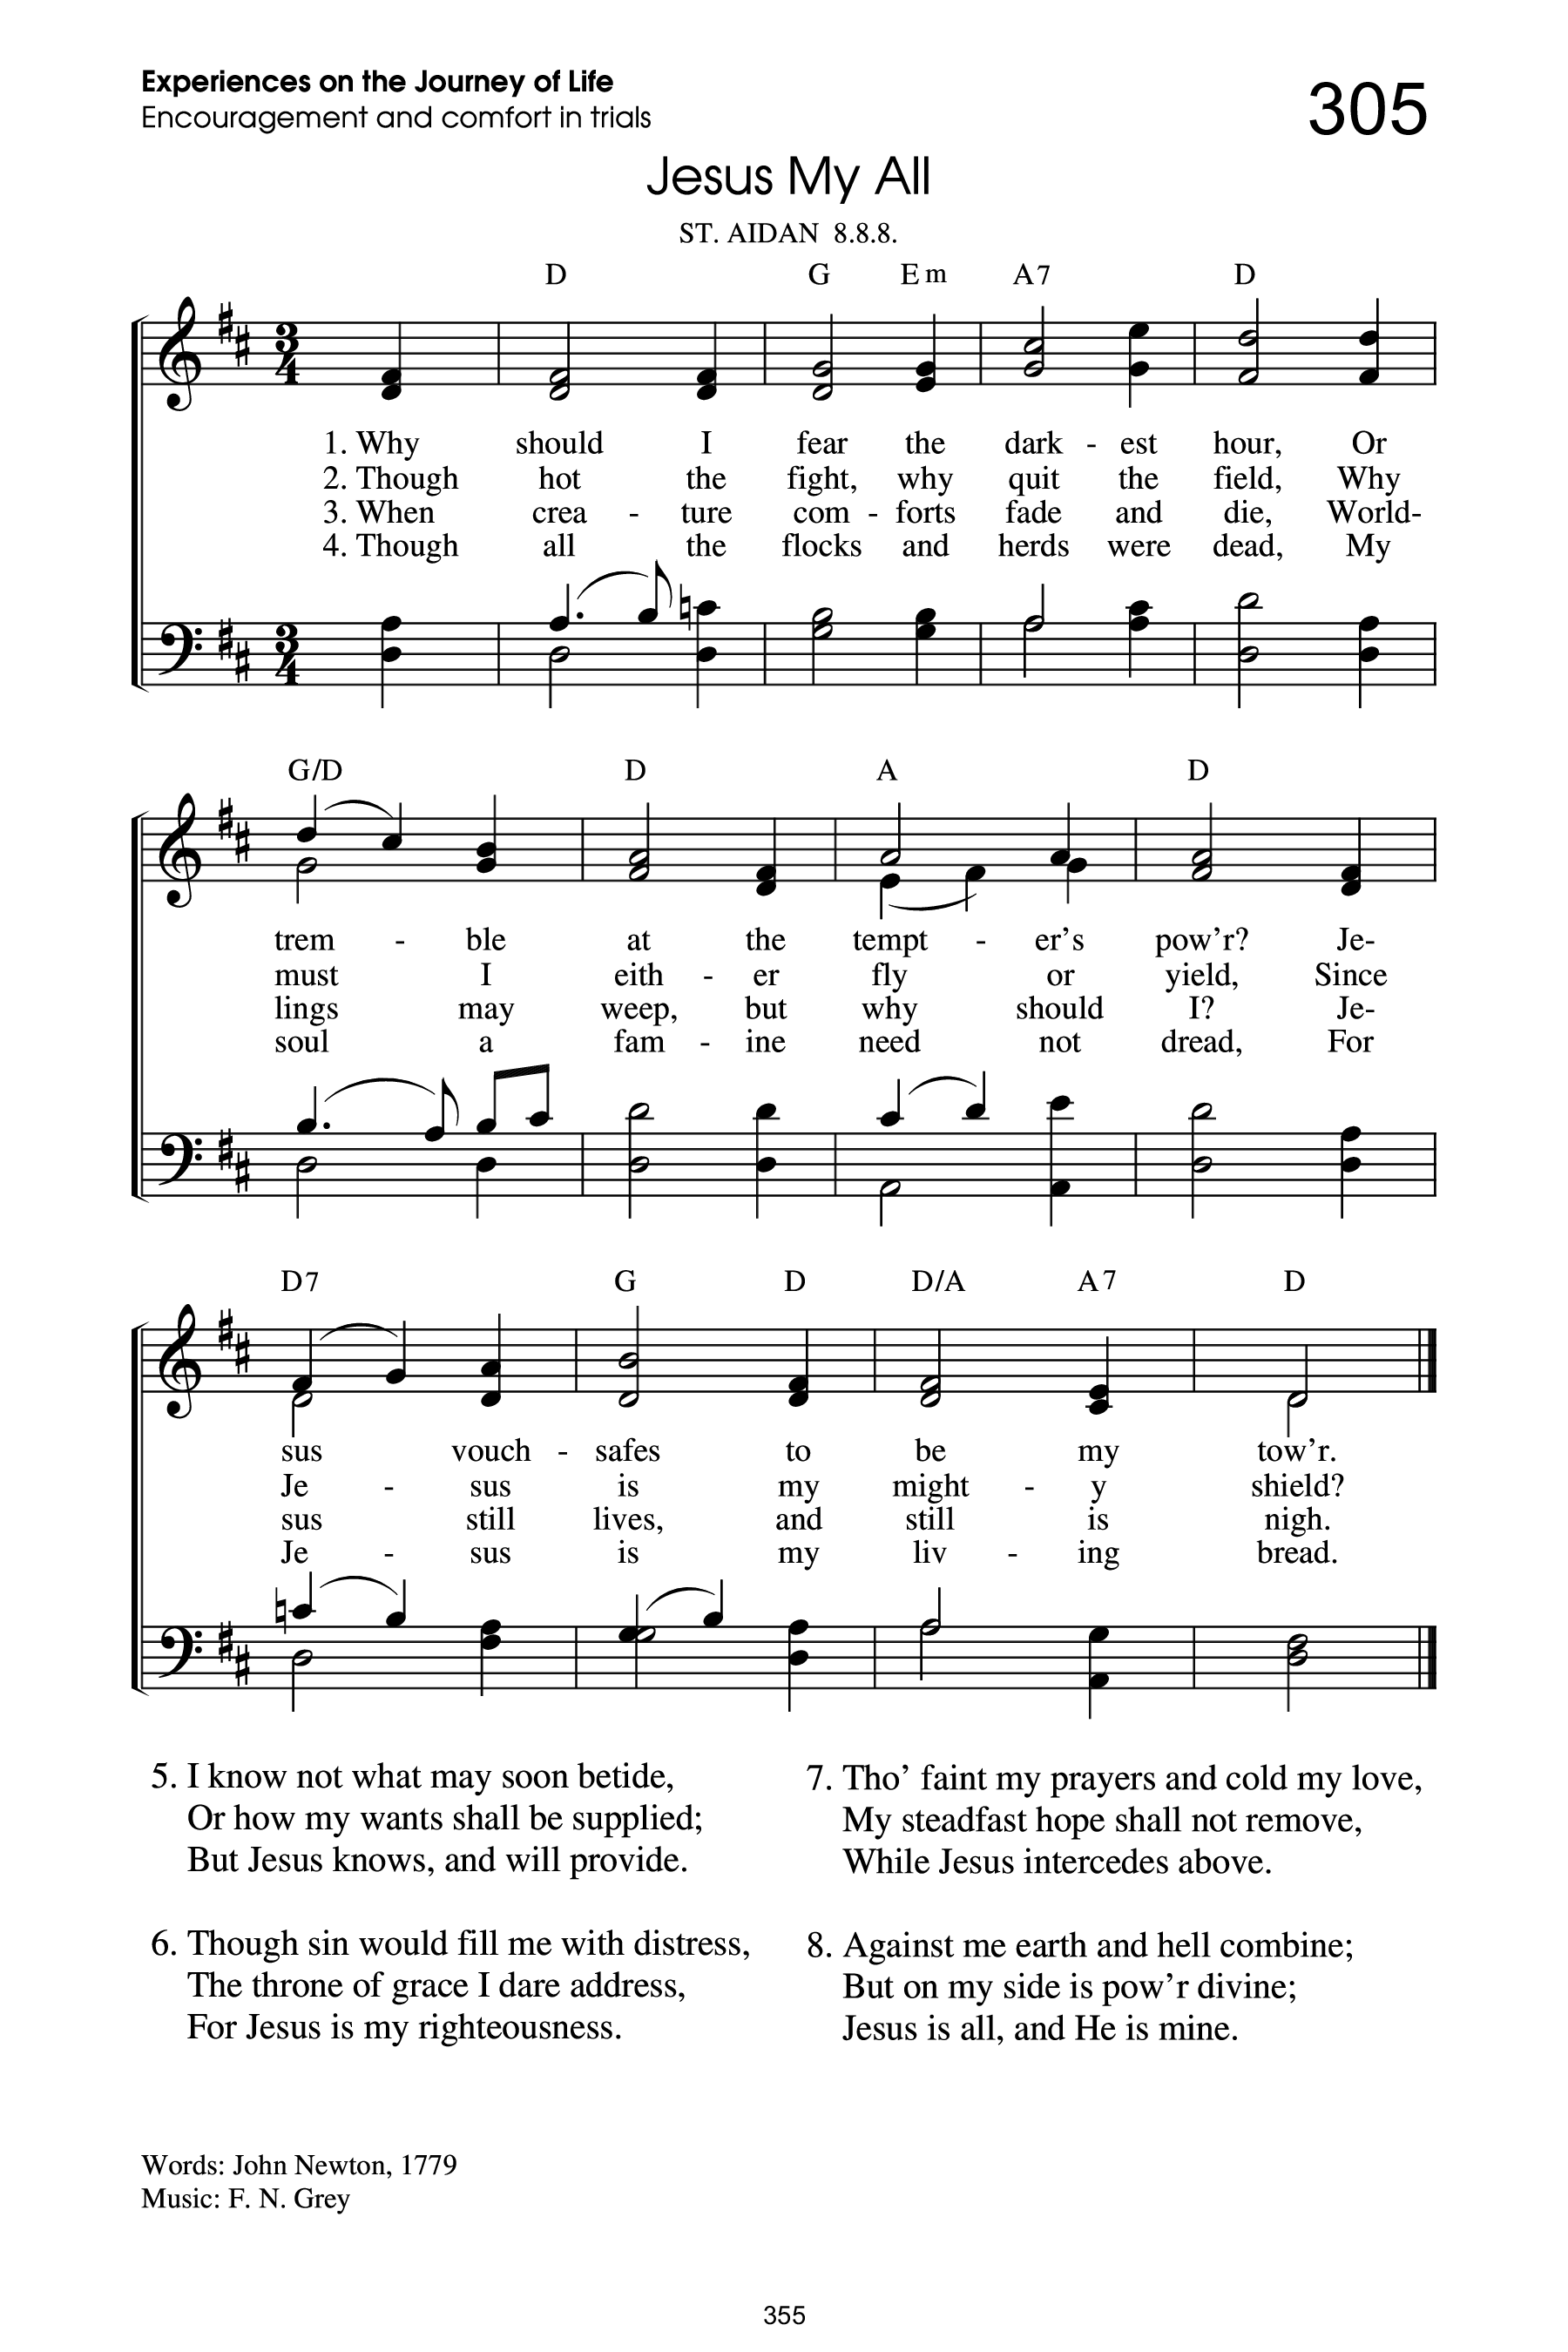 Experiences on the Journey of Life
305
Encouragement and comfort in trials
Jesus My All
ST. AIDAN 8.8.8.
D G Em A7 D
1. Why should I fear the dark - est hour, Or
2. Though hot the fight, why quit the field, Why
3. When crea - ture com - forts fade and die, World-
4. Though all the flocks and herds were dead, My
G/D D A D
trem - ble at the tempt - er's pow'r? Je-
must I eith - er fly or yield, Since
lings may weep, but why should I? Je-
soul a fam - ine need not dread, For
D7 G D D/A A7 D
sus vouch - safes to be my tow'r.
Je - sus is my might - y shield?
sus still lives, and still is nigh.
Je - sus is my liv - ing bread.
5. I know not what may soon betide,
Or how my wants shall be supplied;
But Jesus knows, and will provide.
6. Though sin would fill me with distress,
The throne of grace I dare address,
For Jesus is my righteousness.
7. Tho' faint my prayers and cold my love,
My steadfast hope shall not remove,
While Jesus intercedes above.
8. Against me earth and hell combine;
But on my side is pow'r divine;
Jesus is all, and He is mine.
Words: John Newton, 1779
Music: F. N. Grey
355